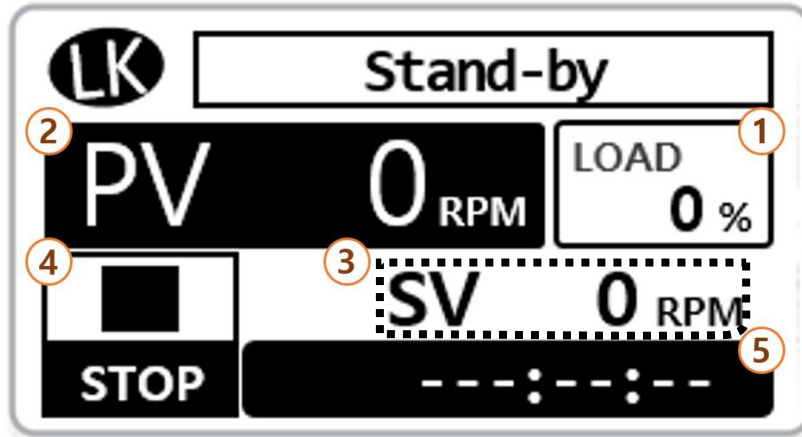 LK Stand-by
2 PV 0 RPM
1 LOAD
0 %
4 3 SV 0 RPM
5
STOP ---:--:--